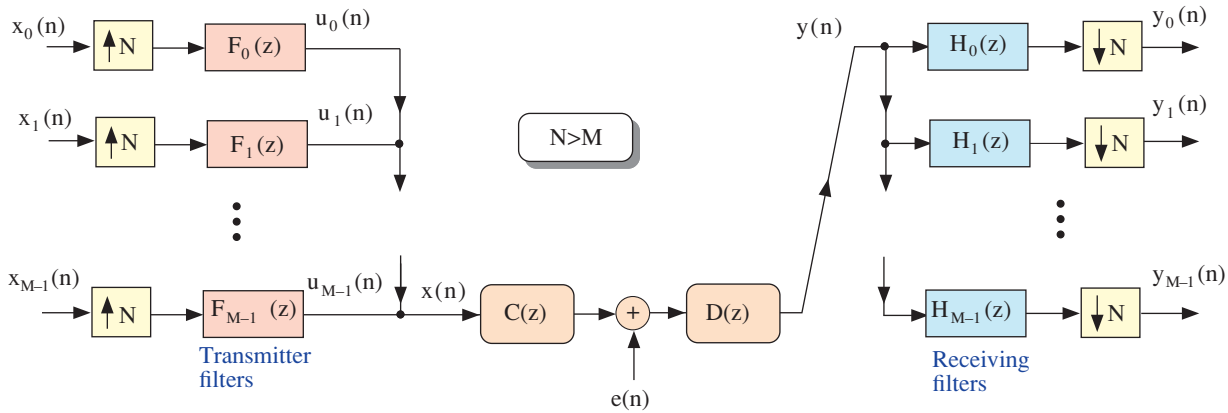 x₀(n) ↑N F₀(z) u₀(n) y(n) H₀(z) ↓N y₀(n)
x₁(n) ↑N F₁(z) u₁(n) N>M H₁(z) ↓N y₁(n)
x_{M–1}(n) ↑N F_{M–1} (z) u_{M–1}(n) x(n) C(z) + D(z) H_{M–1}(z) ↓N y_{M–1}(n)
Transmitter
filters
e(n)
Receiving
filters